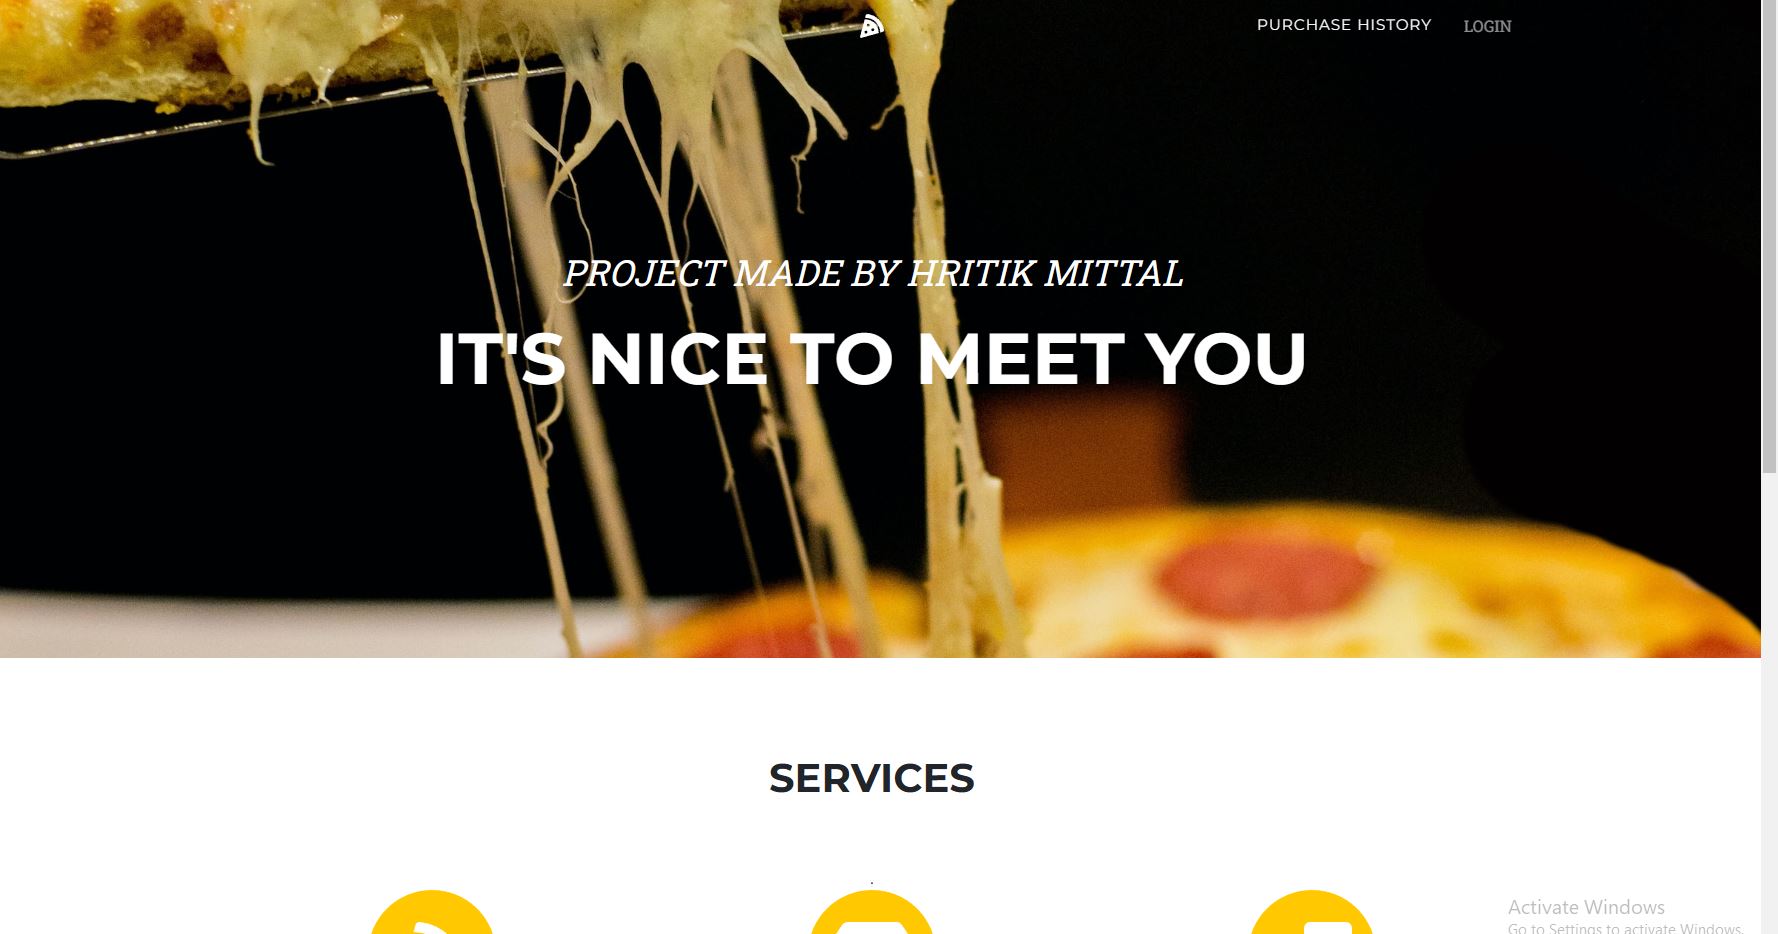 PURCHASE HISTORY LOGIN
PROJECT MADE BY HRITIK MITTAL
IT'S NICE TO MEET YOU
SERVICES
Activate Windows
Go to Settings to activate Windows.